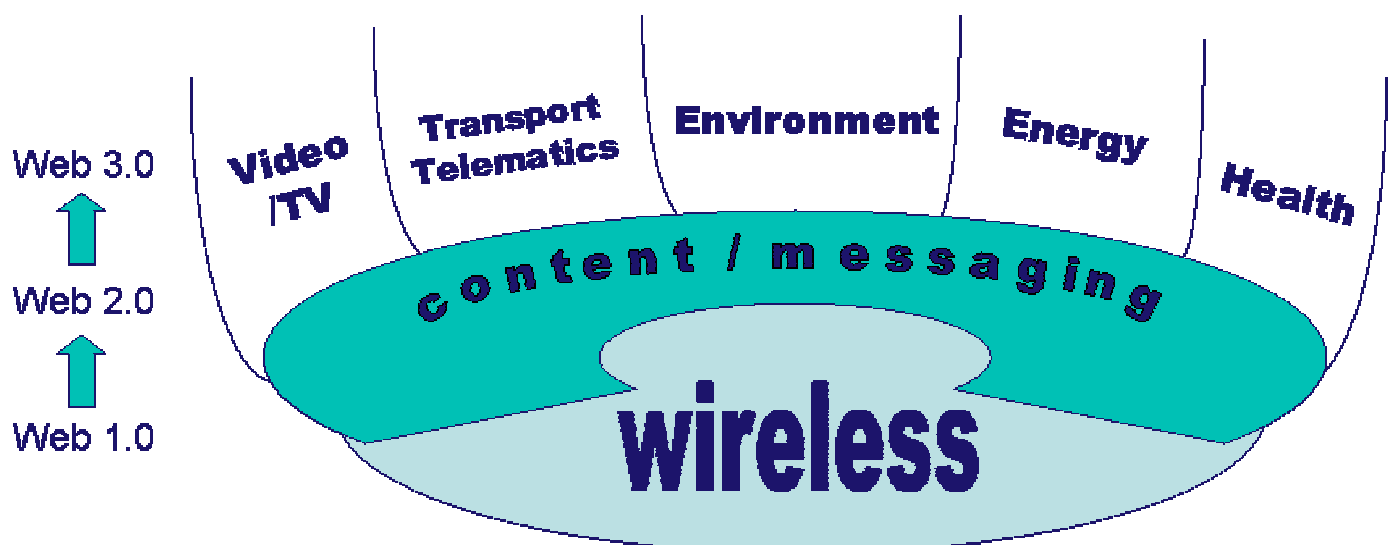 Web 3.0
Web 2.0
Web 1.0
Video
/TV
Transport
Telematics
Environment
Energy
Health
content / messaging
wireless